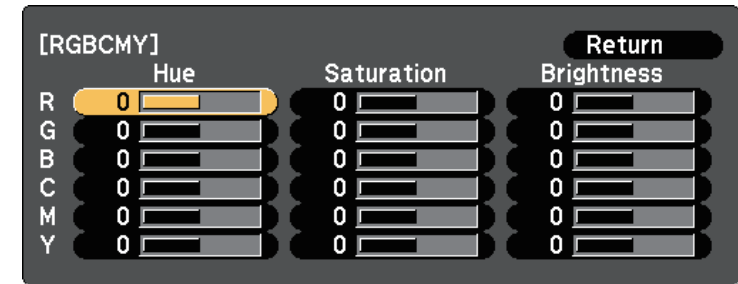 [RGBCMY] Return
Hue Saturation Brightness
R 0 0 0
G 0 0 0
B 0 0 0
C 0 0 0
M 0 0 0
Y 0 0 0